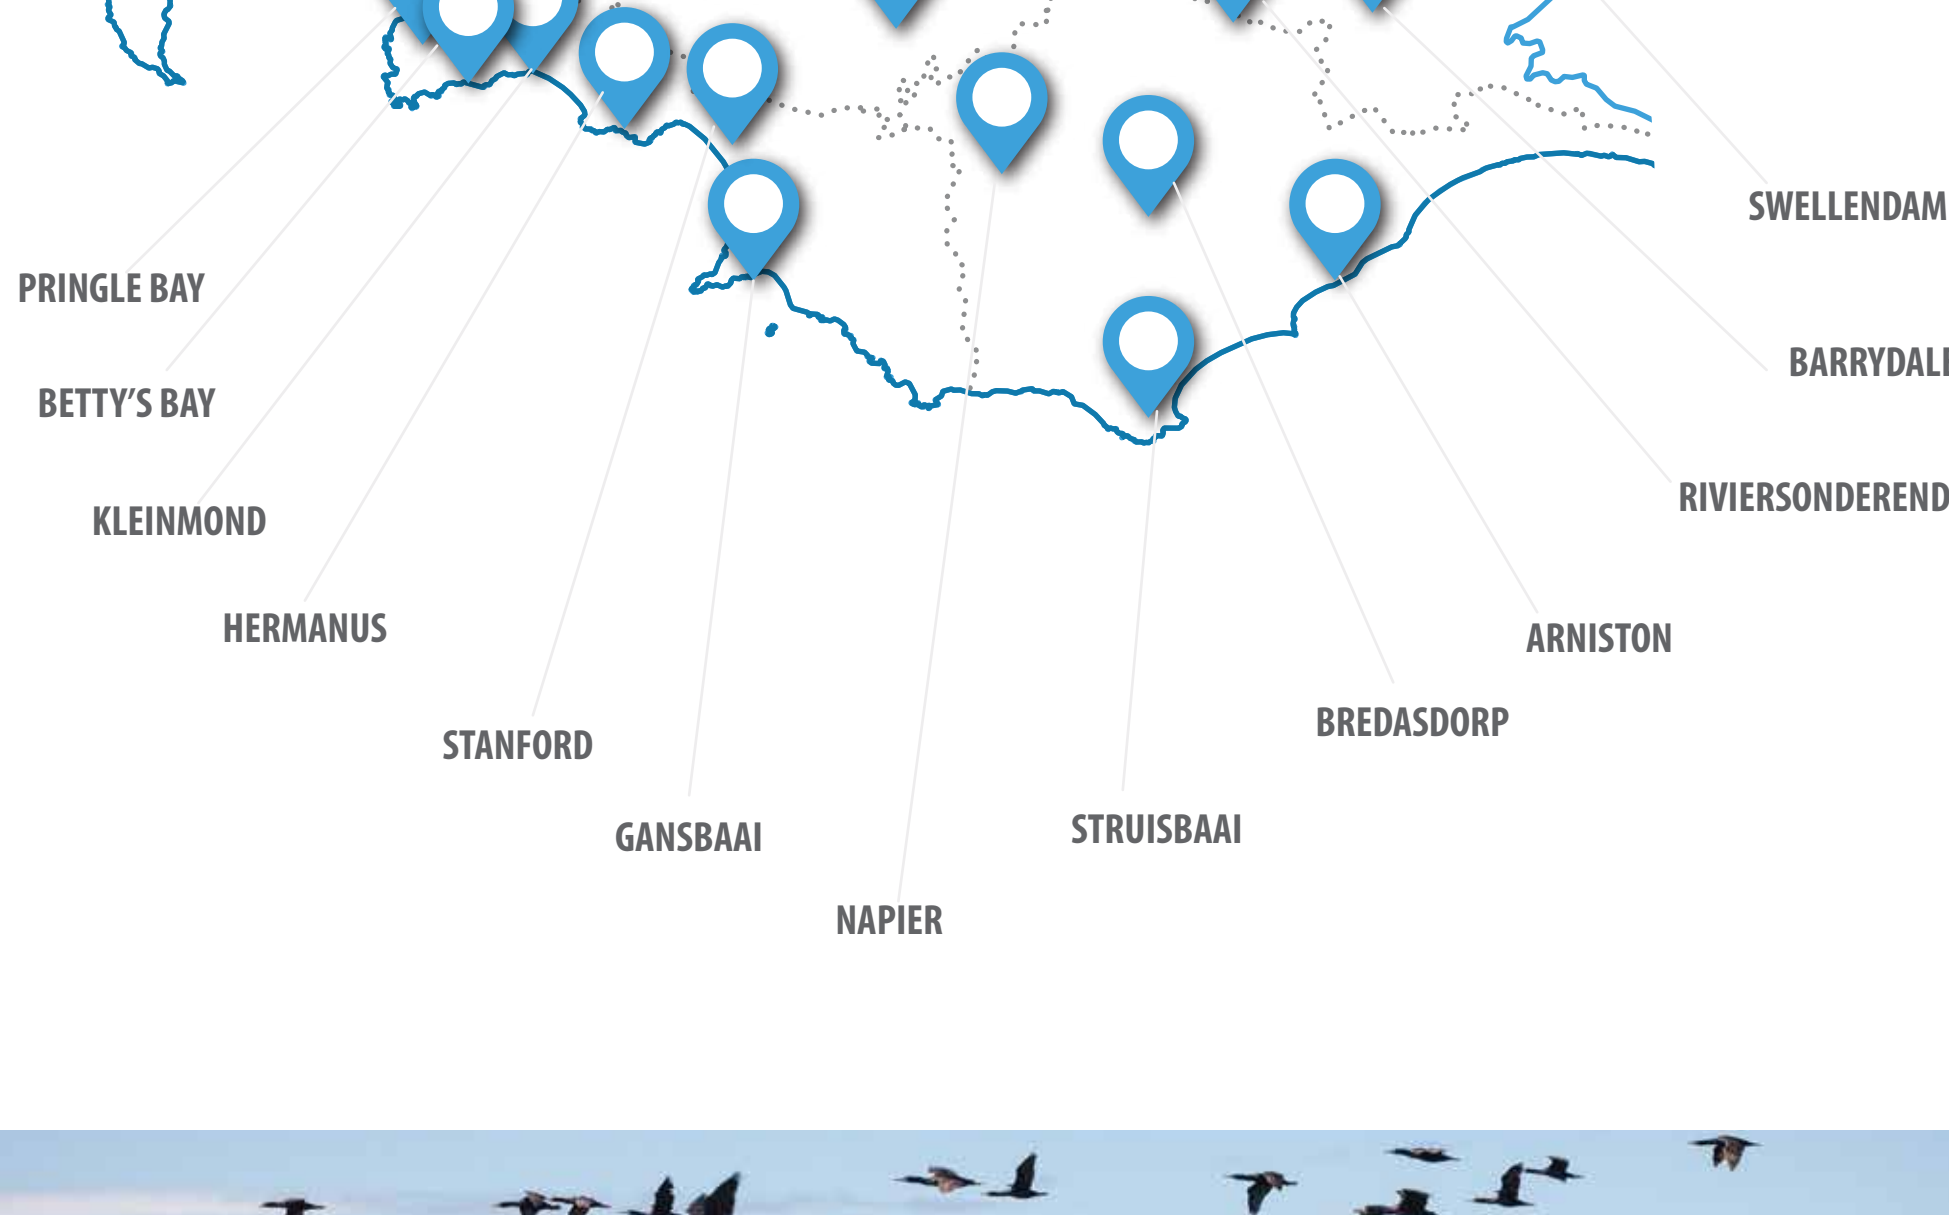 SWELLENDAM
PRINGLE BAY
BARRYDALE
BETTY’S BAY
RIVIERSONDEREND
KLEINMOND
HERMANUS
ARNISTON
BREDASDORP
STANFORD
STRUISBAAI
GANSBAAI
NAPIER